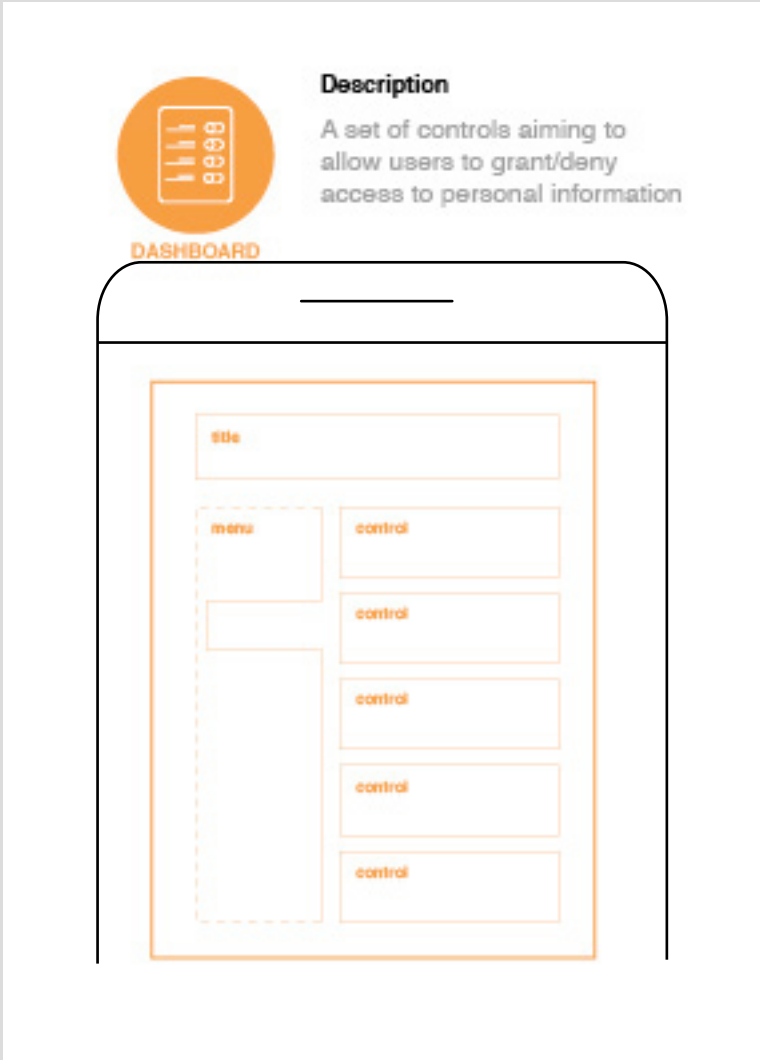 Description
A set of controls aiming to
allow users to grant/deny
access to personal information
DASHBOARD
title
menu
control
control
control
control
control